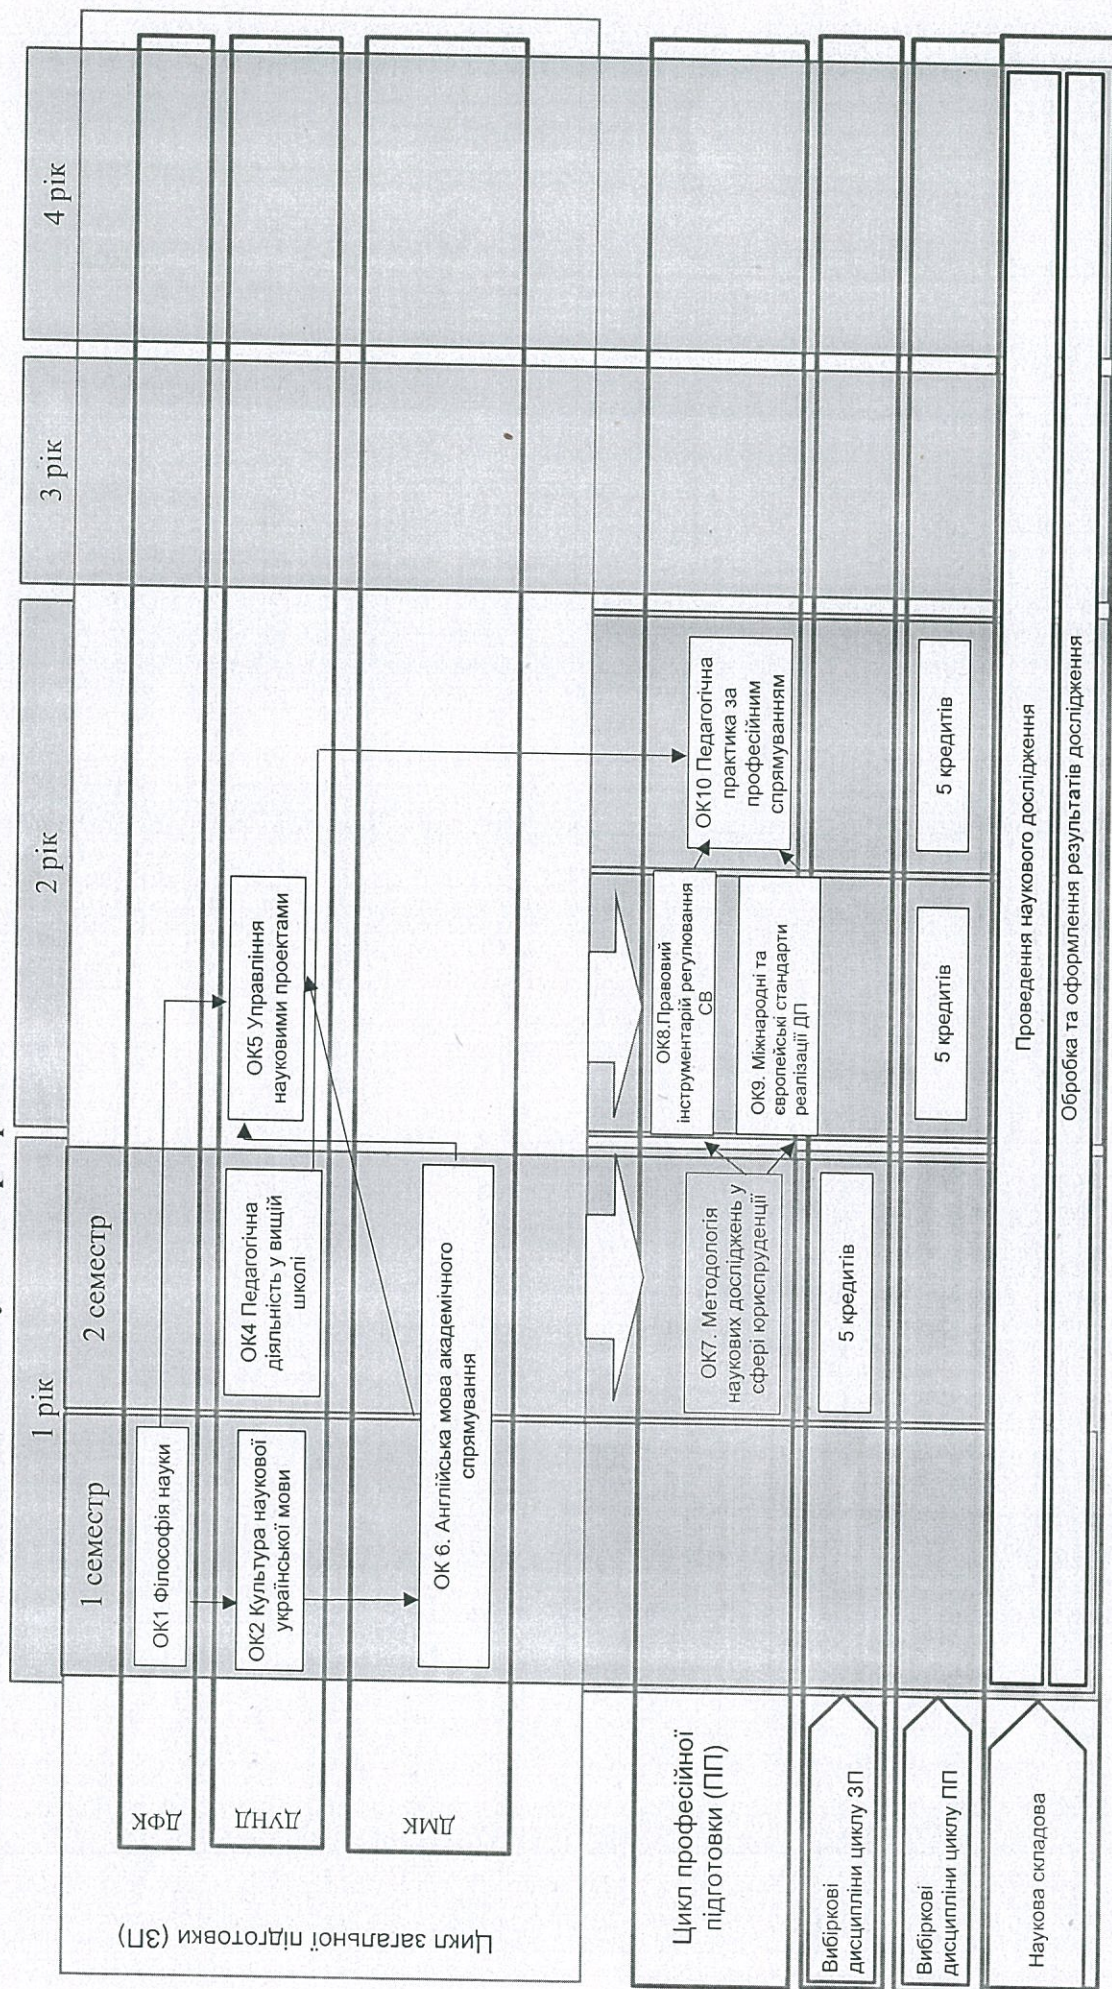 1 рік
2 рік
3 рік
4 рік
1 семестр
2 семестр
Цикл загальної підготовки (ЗП)
ДФК
ОК1 Філософія науки
ДУНД
ОК2 Культура наукової
української мови
ОК4 Педагогічна
діяльність у вищій
школі
ОК5 Управління
науковими проектами
ДМК
ОК 6. Англійська мова академічного
спрямування
Цикл професійної
підготовки (ПП)
ОК7. Методологія
наукових досліджень у
сфері юриспруденції
ОК8.Правовий
інструментарій регулювання
СВ
ОК9. Міжнародні та
європейські стандарти
реалізації ДП
ОК10 Педагогічна
практика за
професійним
спрямуванням
Вибіркові
дисципліни циклу ЗП
5 кредитів
Вибіркові
дисципліни циклу ПП
5 кредитів
5 кредитів
Наукова складова
Проведення наукового дослідження
Обробка та оформлення результатів дослідження